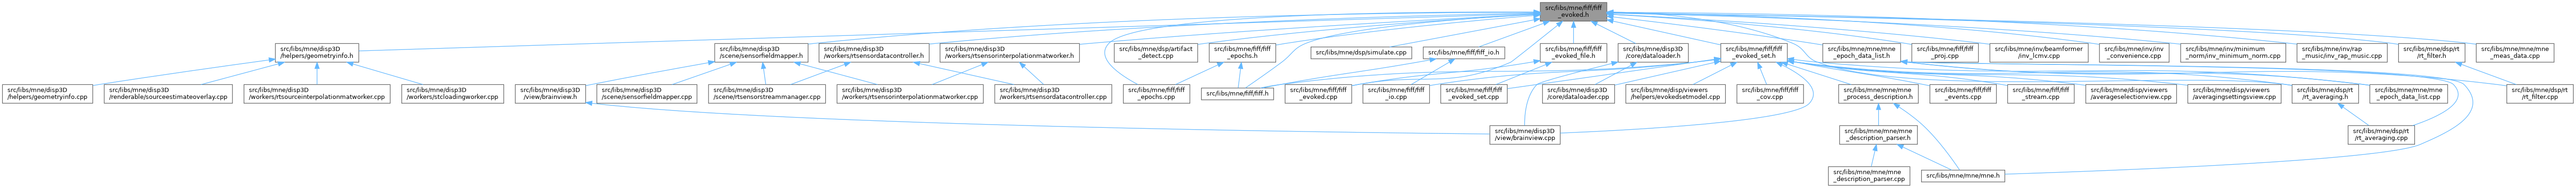 src/libs/mne/fiff/fiff
_evoked.h
src/libs/mne/disp3D
/helpers/geometryinfo.h
src/libs/mne/disp3D
/scene/sensorfieldmapper.h
src/libs/mne/disp3D
/workers/rtsensordatacontroller.h
src/libs/mne/disp3D
/workers/rtsensorinterpolationmatworker.h
src/libs/mne/dsp/artifact
_detect.cpp
src/libs/mne/fiff/fiff
_epochs.h
src/libs/mne/dsp/simulate.cpp
src/libs/mne/fiff/fiff_io.h
src/libs/mne/fiff/fiff
_evoked_file.h
src/libs/mne/disp3D
/core/dataloader.h
src/libs/mne/fiff/fiff
_evoked_set.h
src/libs/mne/mne/mne
_epoch_data_list.h
src/libs/mne/fiff/fiff
_proj.cpp
src/libs/mne/inv/beamformer
/inv_lcmv.cpp
src/libs/mne/inv/inv
_convenience.cpp
src/libs/mne/inv/minimum
_norm/inv_minimum_norm.cpp
src/libs/mne/inv/rap
_music/inv_rap_music.cpp
src/libs/mne/dsp/rt
/rt_filter.h
src/libs/mne/mne/mne
_meas_data.cpp
src/libs/mne/disp3D
/helpers/geometryinfo.cpp
src/libs/mne/disp3D
/renderable/sourceestimateoverlay.cpp
src/libs/mne/disp3D
/workers/rtsourceinterpolationmatworker.cpp
src/libs/mne/disp3D
/workers/stcloadingworker.cpp
src/libs/mne/disp3D
/view/brainview.h
src/libs/mne/disp3D
/scene/sensorfieldmapper.cpp
src/libs/mne/disp3D
/scene/rtsensorstreammanager.cpp
src/libs/mne/disp3D
/workers/rtsensorinterpolationmatworker.cpp
src/libs/mne/disp3D
/workers/rtsensordatacontroller.cpp
src/libs/mne/fiff/fiff
_epochs.cpp
src/libs/mne/fiff/fiff.h
src/libs/mne/fiff/fiff
_evoked.cpp
src/libs/mne/fiff/fiff
_io.cpp
src/libs/mne/fiff/fiff
_evoked_set.cpp
src/libs/mne/disp3D
/core/dataloader.cpp
src/libs/mne/disp/viewers
/helpers/evokedsetmodel.cpp
src/libs/mne/fiff/fiff
_cov.cpp
src/libs/mne/mne/mne
_process_description.h
src/libs/mne/fiff/fiff
_events.cpp
src/libs/mne/fiff/fiff
_stream.cpp
src/libs/mne/disp/viewers
/averageselectionview.cpp
src/libs/mne/disp/viewers
/averagingsettingsview.cpp
src/libs/mne/dsp/rt
/rt_averaging.h
src/libs/mne/mne/mne
_epoch_data_list.cpp
src/libs/mne/dsp/rt
/rt_filter.cpp
src/libs/mne/disp3D
/view/brainview.cpp
src/libs/mne/mne/mne
_description_parser.h
src/libs/mne/dsp/rt
/rt_averaging.cpp
src/libs/mne/mne/mne
_description_parser.cpp
src/libs/mne/mne/mne.h